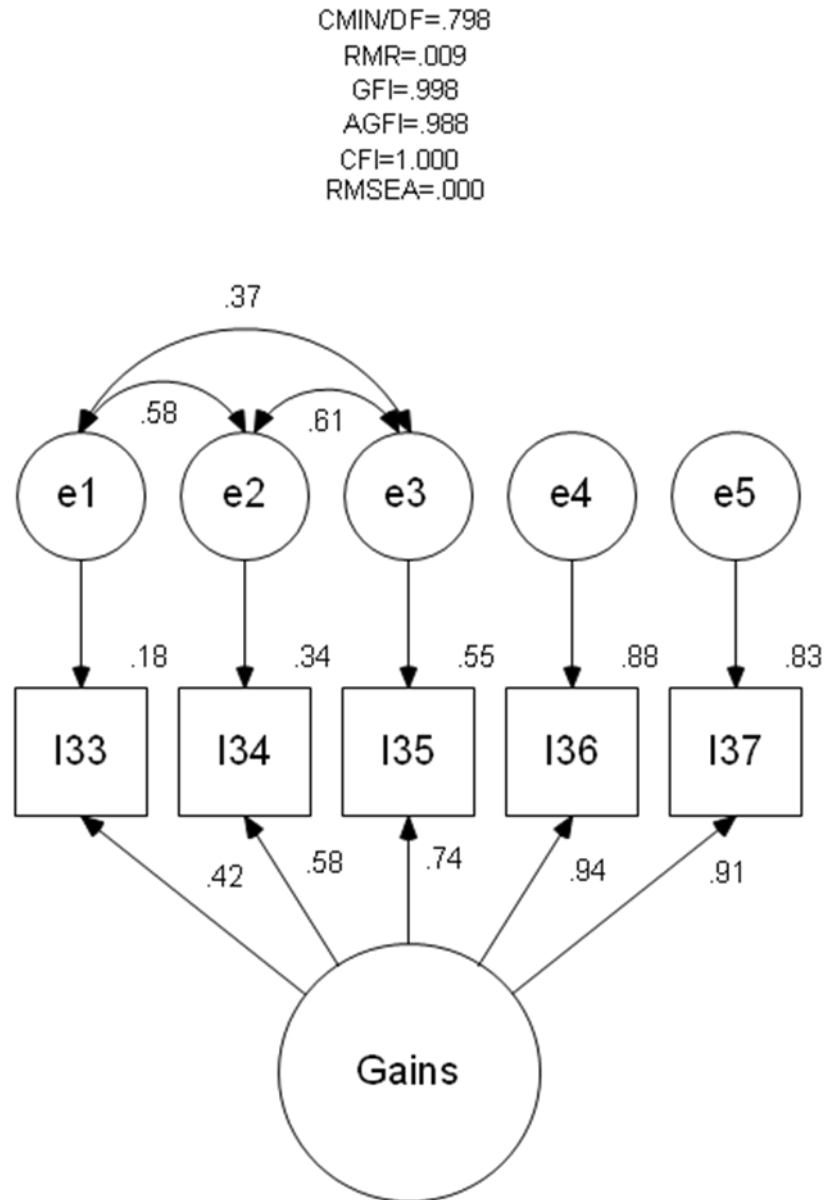 CMIN/DF=.798
RMR=.009
GFI=.998
AGFI=.988
CFI=1.000
RMSEA=.000
.37
.58 .61
e1 e2 e3 e4 e5
.18 .34 .55 .88 .83
I33 I34 I35 I36 I37
.42 .58 .74 .94 .91
Gains